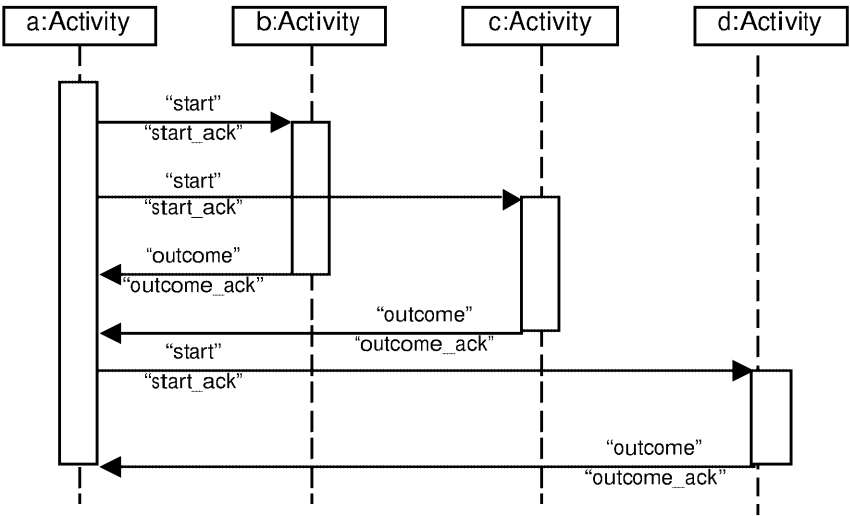 a:Activity
b:Activity
c:Activity
d:Activity
“start”
“start_ack”
“start”
“start_ack”
“outcome”
“outcome_ack”
“outcome”
“outcome_ack”
“start”
“start_ack”
“outcome”
“outcome_ack”